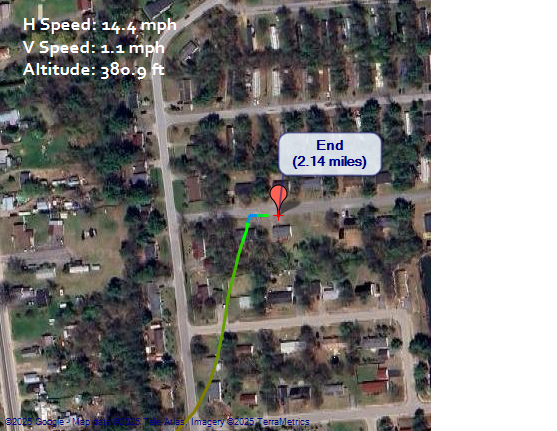 H Speed: 14.4 mph
V Speed: 1.1 mph
Altitude: 380.9 ft
End
(2.14 miles)
©2025 Google - Map data ©2025 Tele Atlas, Imagery ©2025 TerraMetrics